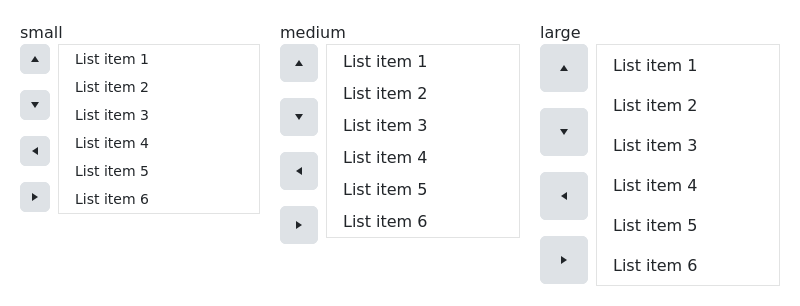 small
List item 1
List item 2
List item 3
List item 4
List item 5
List item 6
medium
List item 1
List item 2
List item 3
List item 4
List item 5
List item 6
large
List item 1
List item 2
List item 3
List item 4
List item 5
List item 6